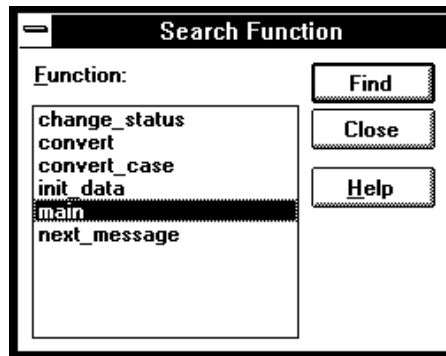 Search Function
Function:
Find
change_status
Close
convert
convert_case
init_data
Help
main
next_message